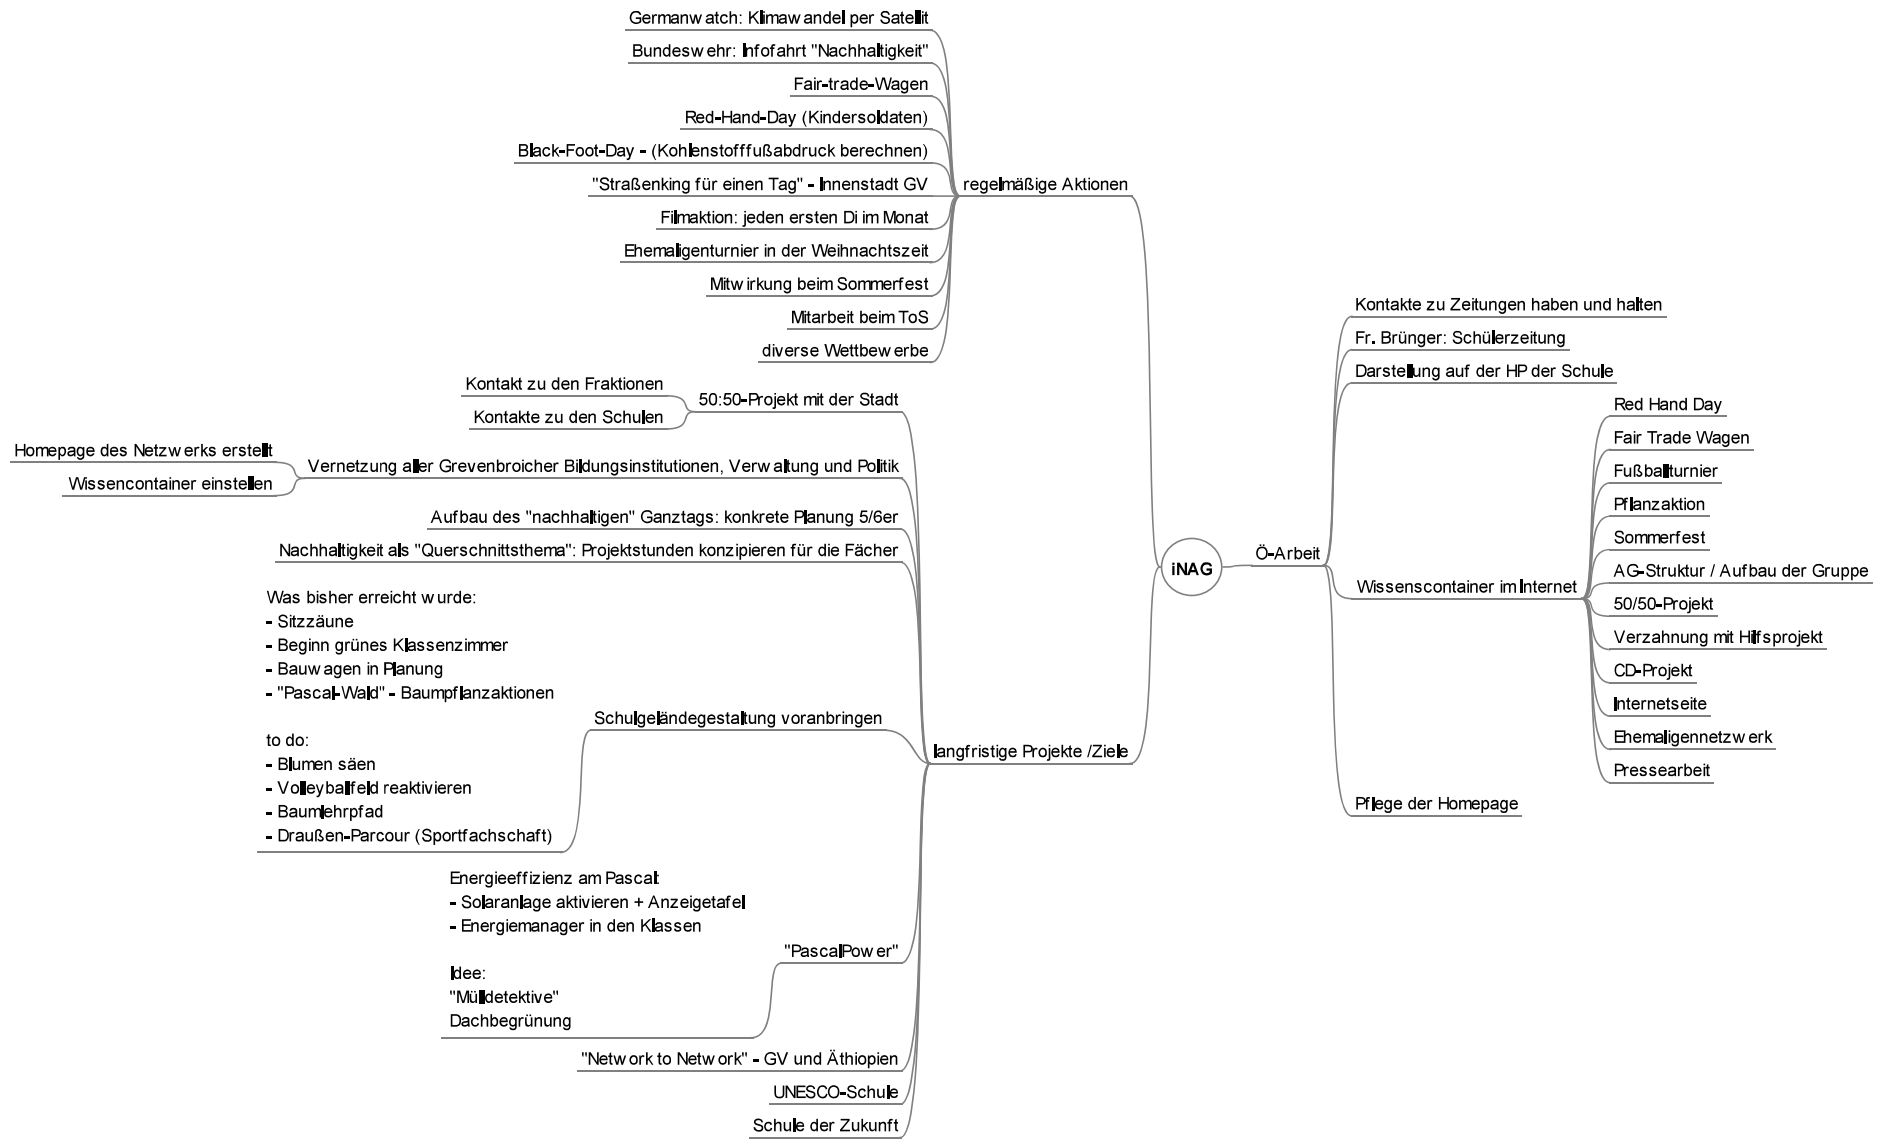 Germanwatch: Klimawandel per Satellit
Bundeswehr: Infofahrt "Nachhaltigkeit"
Fair-trade-Wagen
Red-Hand-Day (Kindersoldaten)
Black-Foot-Day - (Kohlenstofffußabdruck berechnen)
"Straßenking für einen Tag" - Innenstadt GV
Filmaktion: jeden ersten Di im Monat
Ehemaligenturnier in der Weihnachtszeit
Mitwirkung beim Sommerfest
Mitarbeit beim ToS
diverse Wettbewerbe
regelmäßige Aktionen
Kontakt zu den Fraktionen
Kontakte zu den Schulen
50:50-Projekt mit der Stadt
Homepage des Netzwerks erstellt
Wissencontainer einstellen
Vernetzung aller Grevenbroicher Bildungsinstitutionen, Verwaltung und Politik
Aufbau des "nachhaltigen" Ganztags: konkrete Planung 5/6er
Nachhaltigkeit als "Querschnittsthema": Projektstunden konzipieren für die Fächer
Was bisher erreicht wurde:
- Sitzzäune
- Beginn grünes Klassenzimmer
- Bauwagen in Planung
- "Pascal-Wald" - Baumpflanzaktionen
to do:
- Blumen säen
- Volleyballfeld reaktivieren
- Baumlehrpfad
- Draußen-Parcour (Sportfachschaft)
Schulgeländegestaltung voranbringen
Energieeffizienz am Pascal:
- Solaranlage aktivieren + Anzeigetafel
- Energiemanager in den Klassen
Idee:
"Mülldetektive"
Dachbegrünung
"PascalPower"
"Network to Network" - GV und Äthiopien
UNESCO-Schule
Schule der Zukunft
langfristige Projekte /Ziele
iNAG
Ö-Arbeit
Kontakte zu Zeitungen haben und halten
Fr. Brünger: Schülerzeitung
Darstellung auf der HP der Schule
Wissenscontainer im Internet
Red Hand Day
Fair Trade Wagen
Fußballturnier
Pflanzaktion
Sommerfest
AG-Struktur / Aufbau der Gruppe
50/50-Projekt
Verzahnung mit Hilfsprojekt
CD-Projekt
Internetseite
Ehemaligennetzwerk
Pressearbeit
Pflege der Homepage